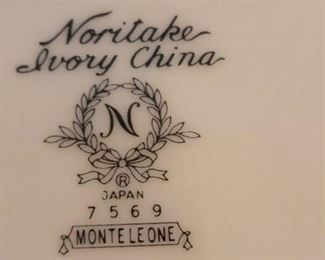 Noritake
Ivory China
N
®
JAPAN
7569
MONTELEONE